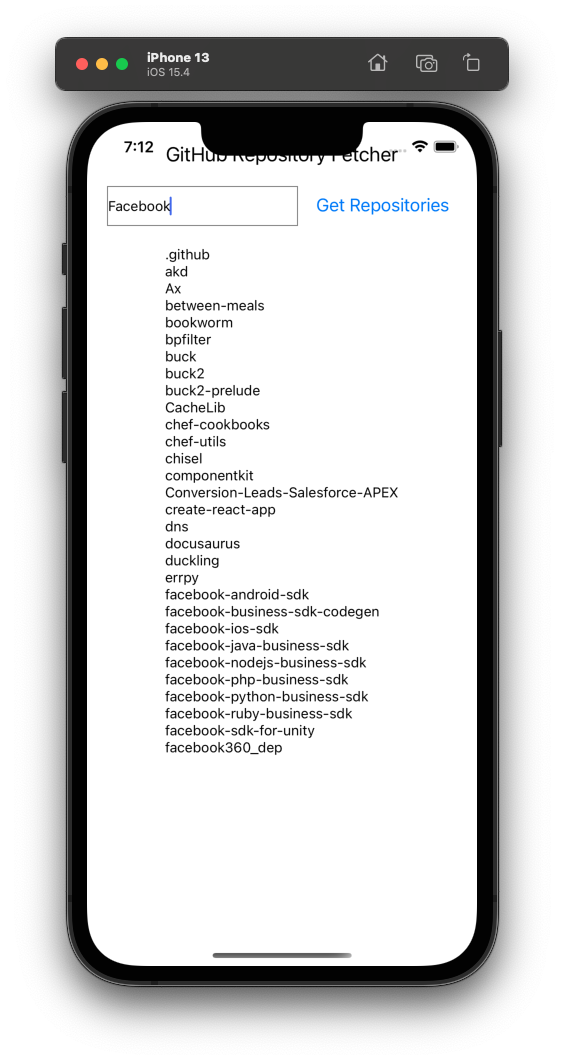 iPhone 13
iOS 15.4
7:12
GitHub Repository Fetcher
Facebook
Get Repositories
.github
akd
Ax
between-meals
bookworm
bpfilter
buck
buck2
buck2-prelude
CacheLib
chef-cookbooks
chef-utils
chisel
componentkit
Conversion-Leads-Salesforce-APEX
create-react-app
dns
docusaurus
duckling
errpy
facebook-android-sdk
facebook-business-sdk-codegen
facebook-ios-sdk
facebook-java-business-sdk
facebook-nodejs-business-sdk
facebook-php-business-sdk
facebook-python-business-sdk
facebook-ruby-business-sdk
facebook-sdk-for-unity
facebook360_dep